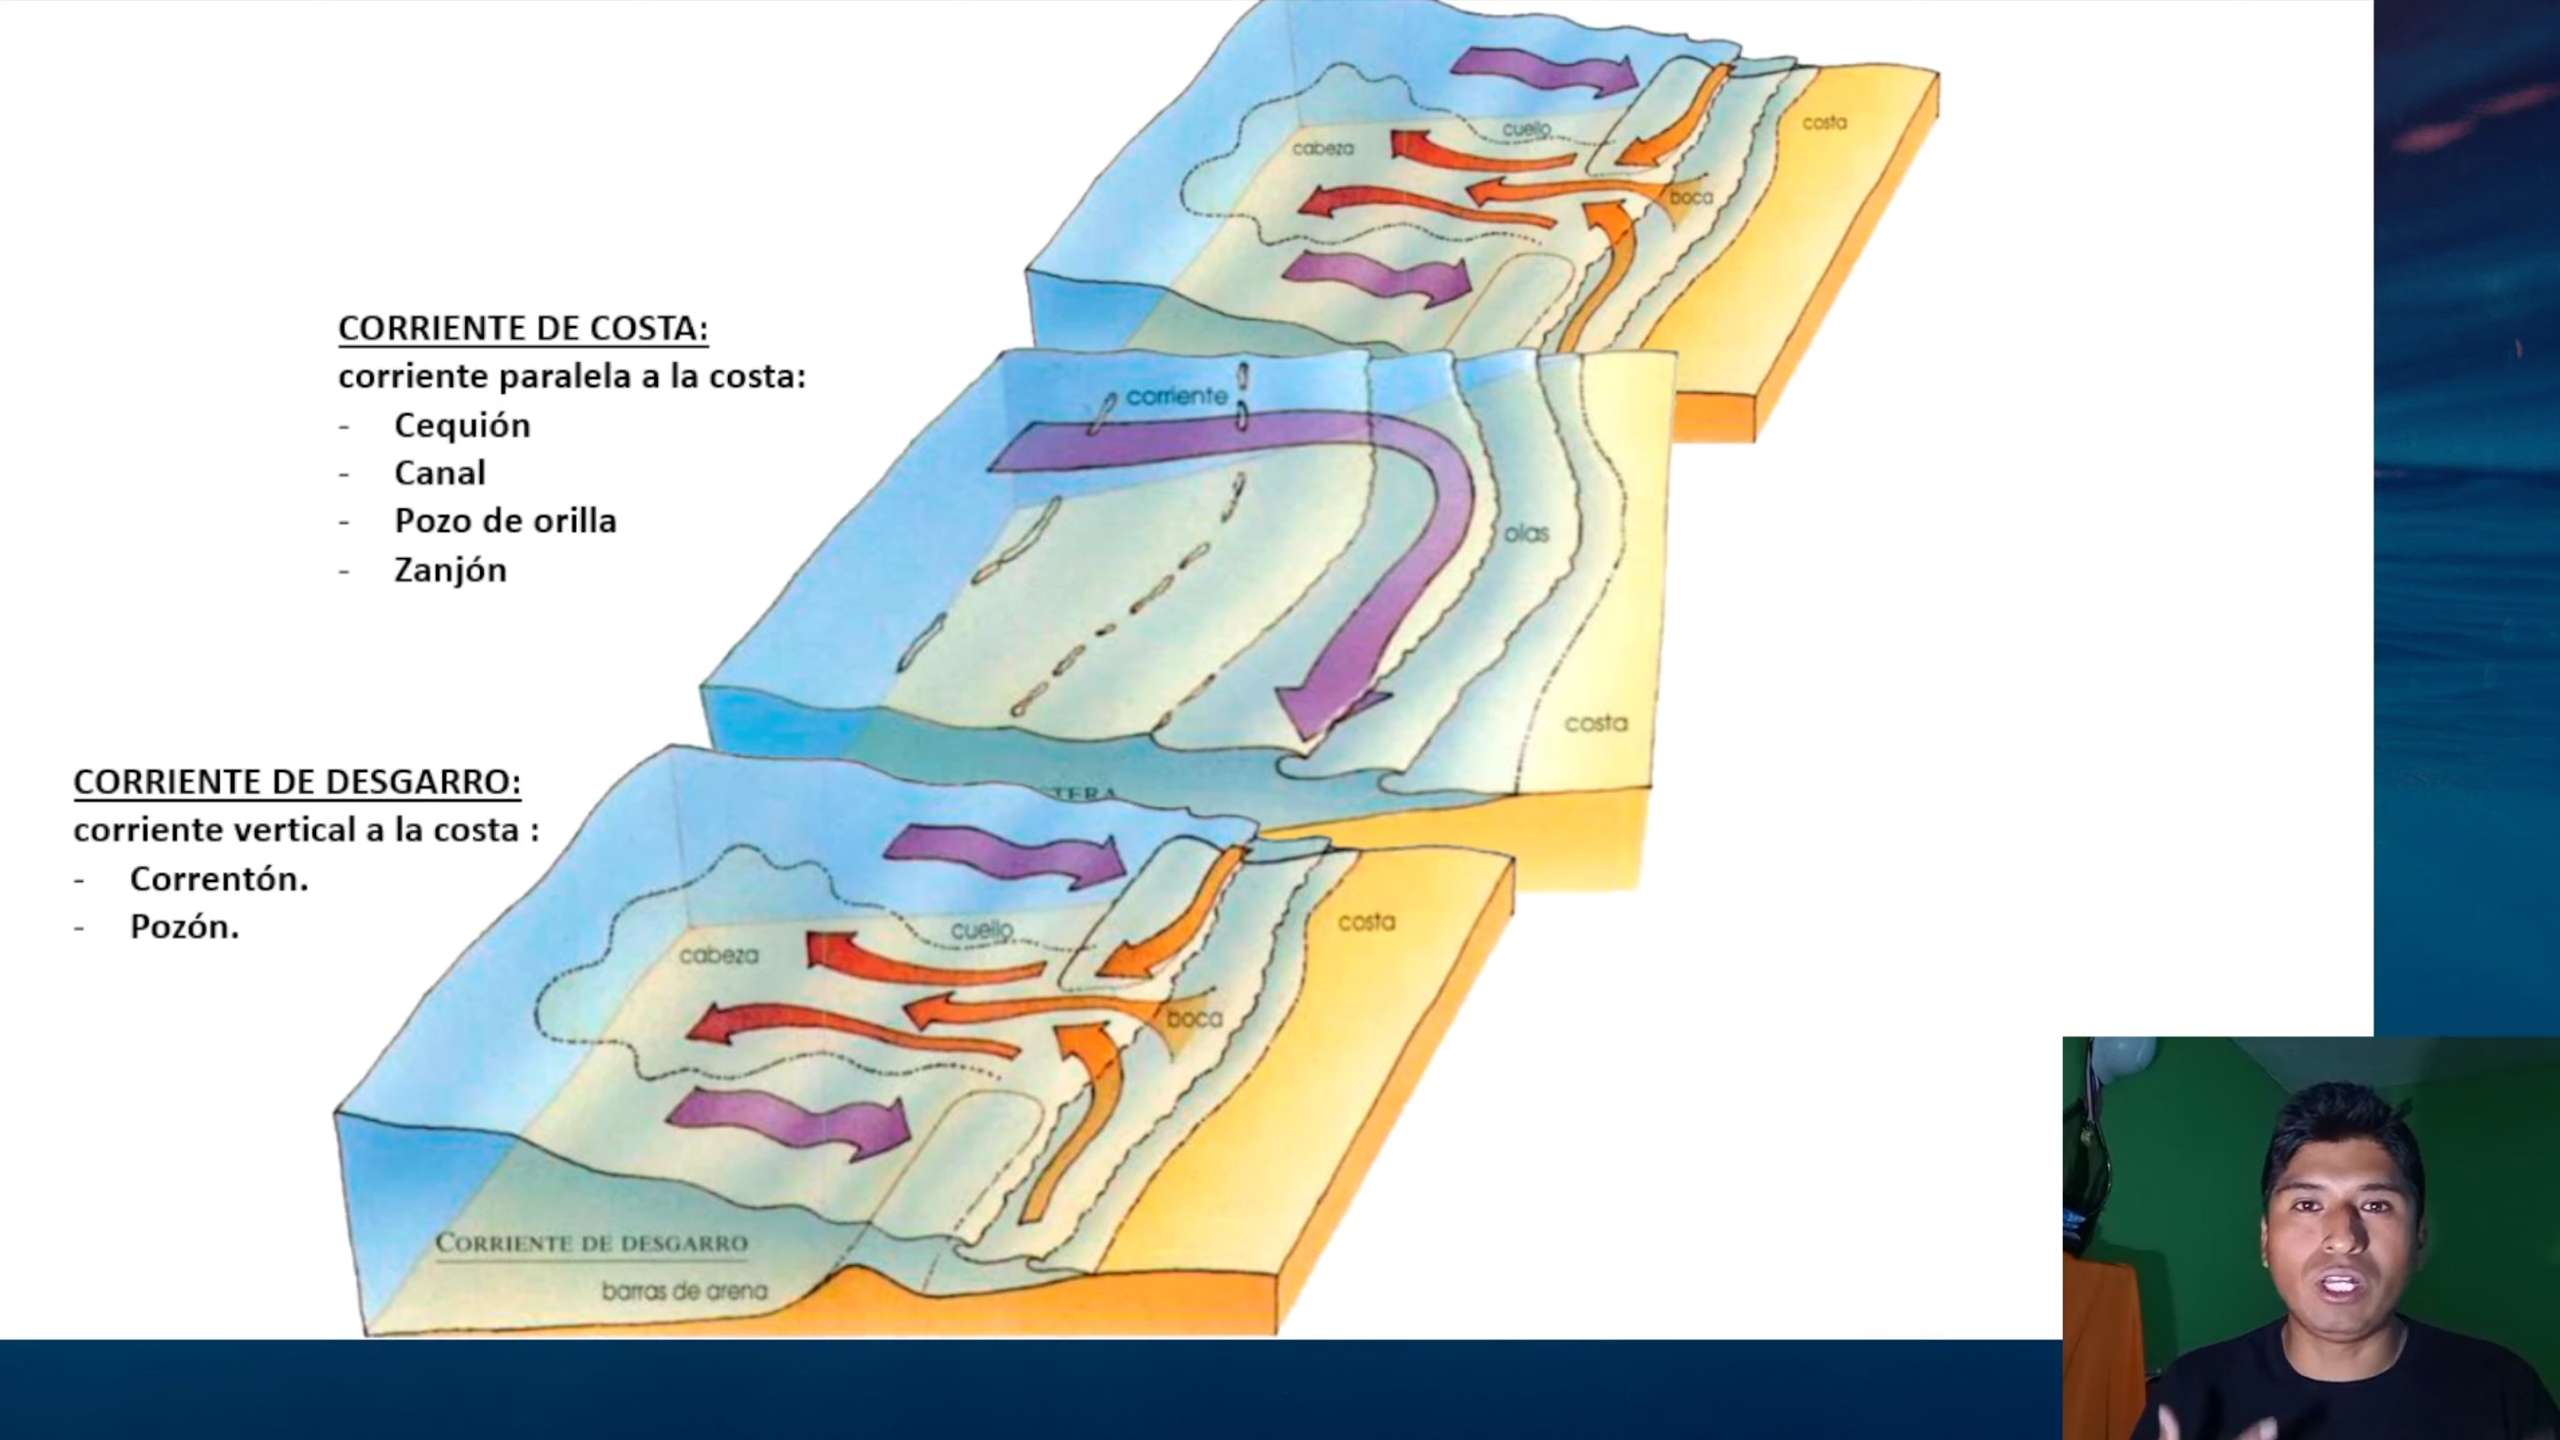 cuello
costa
cabeza
boca
CORRIENTE DE COSTA:
corriente paralela a la costa:
- Cequión
- Canal
- Pozo de orilla
- Zanjón
corriente
olas
costa
CORRIENTE DE DESGARRO:
corriente vertical a la costa :
- Correntón.
- Pozón.
cuello
costa
cabeza
boca
CORRIENTE DE DESGARRO
barras de arena